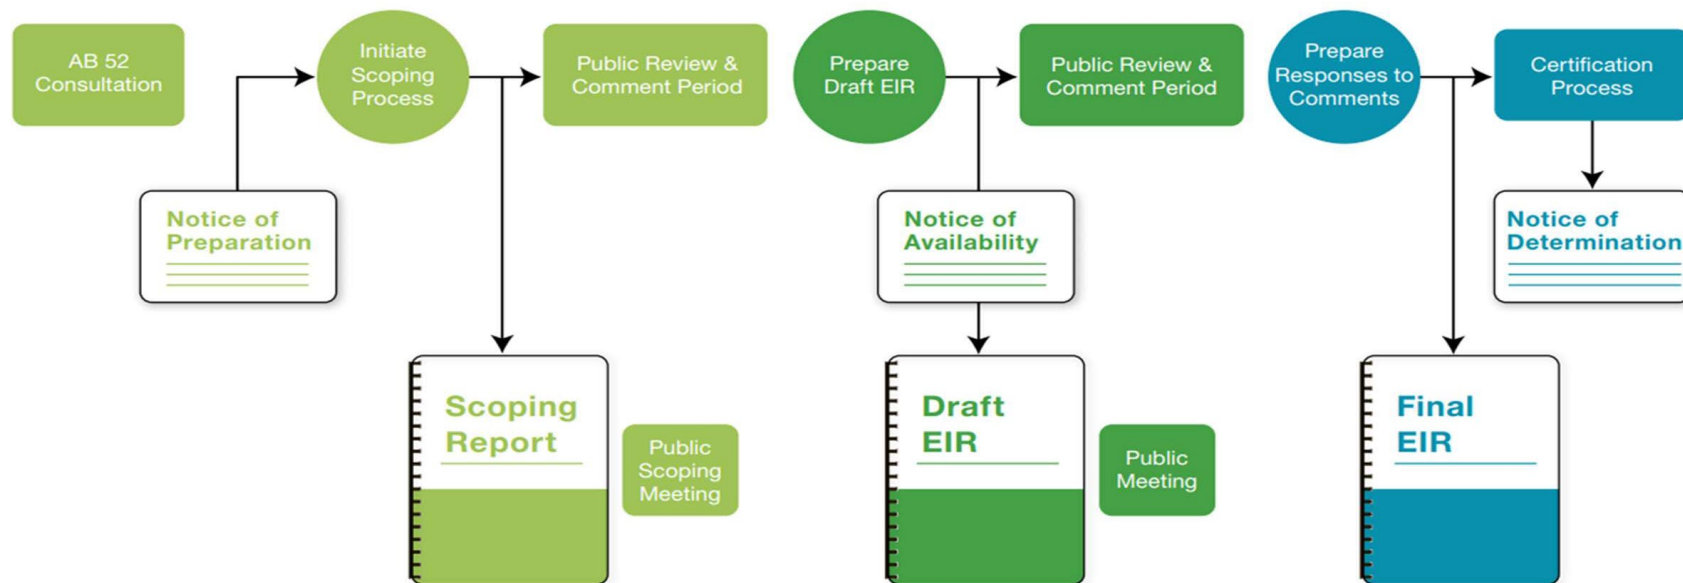 AB 52
Consultation
Initiate
Scoping
Process
Public Review &
Comment Period
Notice of
Preparation
Scoping
Report
Public
Scoping
Meeting
Prepare
Draft EIR
Public Review &
Comment Period
Notice of
Availability
Draft
EIR
Public
Meeting
Prepare
Responses to
Comments
Certification
Process
Notice of
Determination
Final
EIR